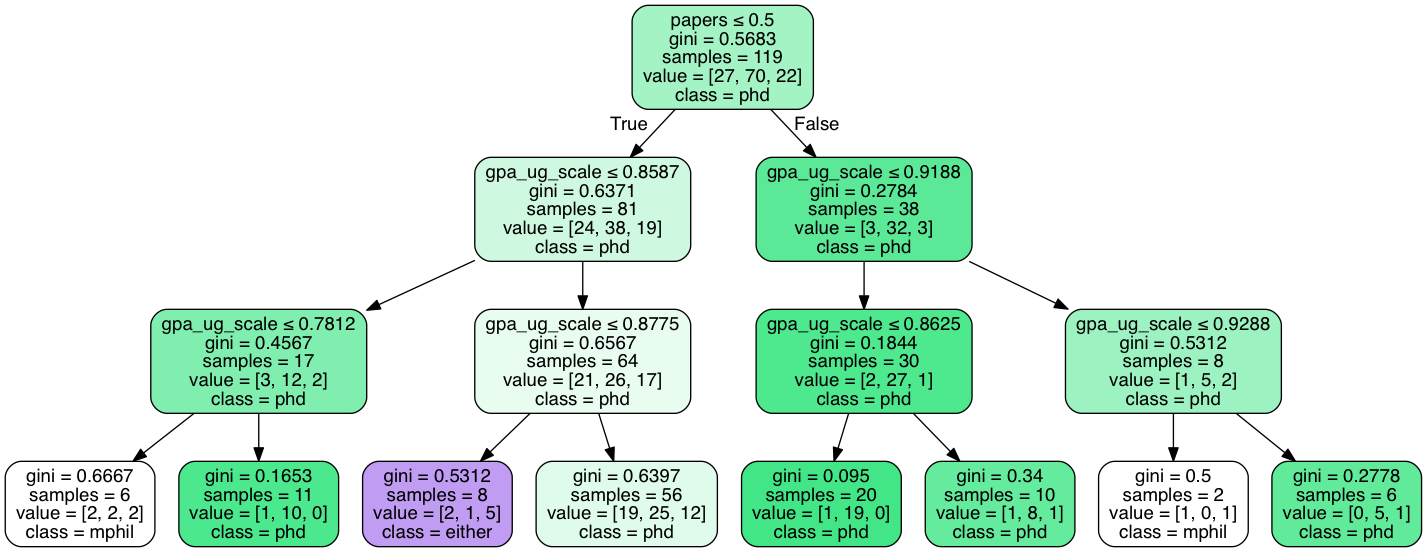 papers ≤ 0.5
gini = 0.5683
samples = 119
value = [27, 70, 22]
class = phd
True
False
gpa_ug_scale ≤ 0.8587
gini = 0.6371
samples = 81
value = [24, 38, 19]
class = phd
gpa_ug_scale ≤ 0.9188
gini = 0.2784
samples = 38
value = [3, 32, 3]
class = phd
gpa_ug_scale ≤ 0.7812
gini = 0.4567
samples = 17
value = [3, 12, 2]
class = phd
gpa_ug_scale ≤ 0.8775
gini = 0.6567
samples = 64
value = [21, 26, 17]
class = phd
gpa_ug_scale ≤ 0.8625
gini = 0.1844
samples = 30
value = [2, 27, 1]
class = phd
gpa_ug_scale ≤ 0.9288
gini = 0.5312
samples = 8
value = [1, 5, 2]
class = phd
gini = 0.6667
samples = 6
value = [2, 2, 2]
class = mphil
gini = 0.1653
samples = 11
value = [1, 10, 0]
class = phd
gini = 0.5312
samples = 8
value = [2, 1, 5]
class = either
gini = 0.6397
samples = 56
value = [19, 25, 12]
class = phd
gini = 0.095
samples = 20
value = [1, 19, 0]
class = phd
gini = 0.34
samples = 10
value = [1, 8, 1]
class = phd
gini = 0.5
samples = 2
value = [1, 0, 1]
class = mphil
gini = 0.2778
samples = 6
value = [0, 5, 1]
class = phd